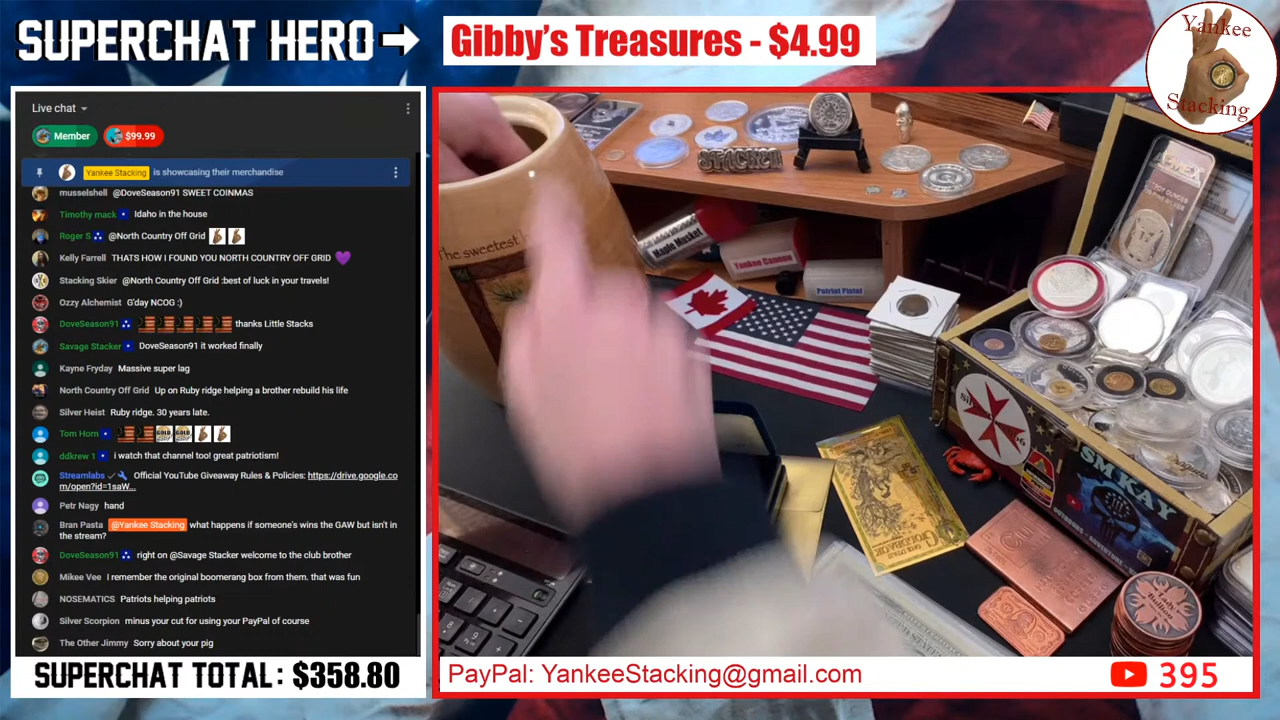 SUPERCHAT HERO
Gibby's Treasures - $4.99
Yankee
Stacking
Live chat
Member
$99.99
Yankee Stacking is showcasing their merchandise
musselshell @DoveSeason91 SWEET COINMAS
Timothy mack Idaho in the house
Roger S @North Country Off Grid
Kelly Farrell THATS HOW I FOUND YOU NORTH COUNTRY OFF GRID
Stacking Skier @North Country Off Grid :best of luck in your travels!
Ozzy Alchemist G'day NCOG :)
DoveSeason91 thanks Little Stacks
Savage Stacker DoveSeason91 it worked finally
Kayne Fryday Massive super lag
North Country Off Grid Up on Ruby ridge helping a brother rebuild his life
Silver Heist Ruby ridge. 30 years late.
Tom Horn GOLD GOLD
ddkrew 1 i watch that channel too! great patriotism!
Streamlabs Official YouTube Giveaway Rules & Policies: https://drive.google.co
m/open?id=1saW...
Petr Nagy hand
Bran Pasta @Yankee Stacking what happens if someone's wins the GAW but isn't in
the stream?
DoveSeason91 right on @Savage Stacker welcome to the club brother
Mikee Vee I remember the original boomerang box from them. that was fun
NOSEMATICS Patriots helping patriots
Silver Scorpion minus your cut for using your PayPal of course
The Other Jimmy Sorry about your pig
SUPERCHAT TOTAL: $358.80
The sweetest
STACKER
Maple Musket
Yankee Cannon
Patriot Pistol
SMKAY
Lady
Bullion
PayPal: YankeeStacking@gmail.com
395